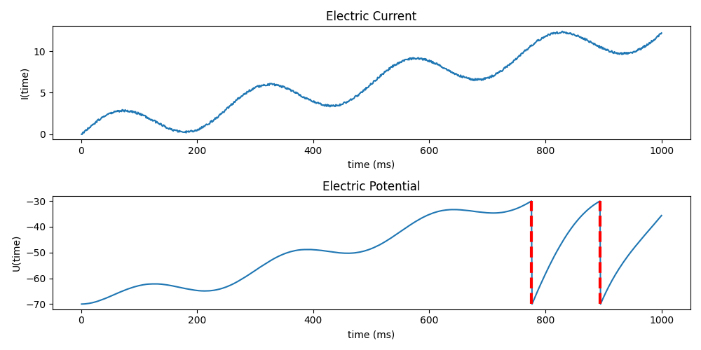 Electric Current
I(time)
10
5
0
0 200 400 600 800 1000
time (ms)
Electric Potential
U(time)
−30
−40
−50
−60
−70
0 200 400 600 800 1000
time (ms)